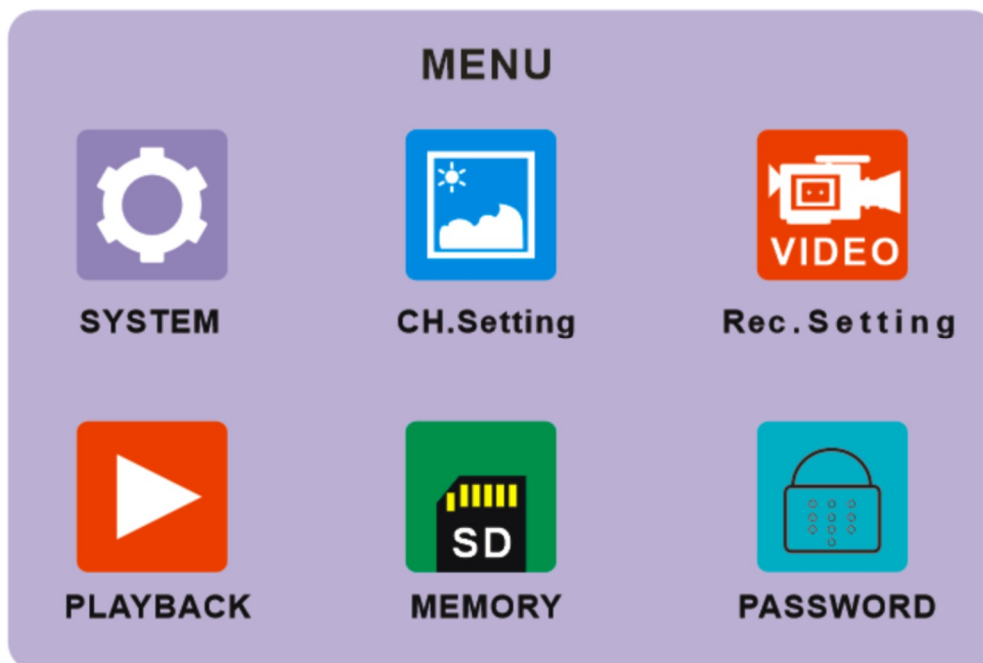 MENU
VIDEO
SYSTEM CH.Setting Rec.Setting
SD
PLAYBACK MEMORY PASSWORD